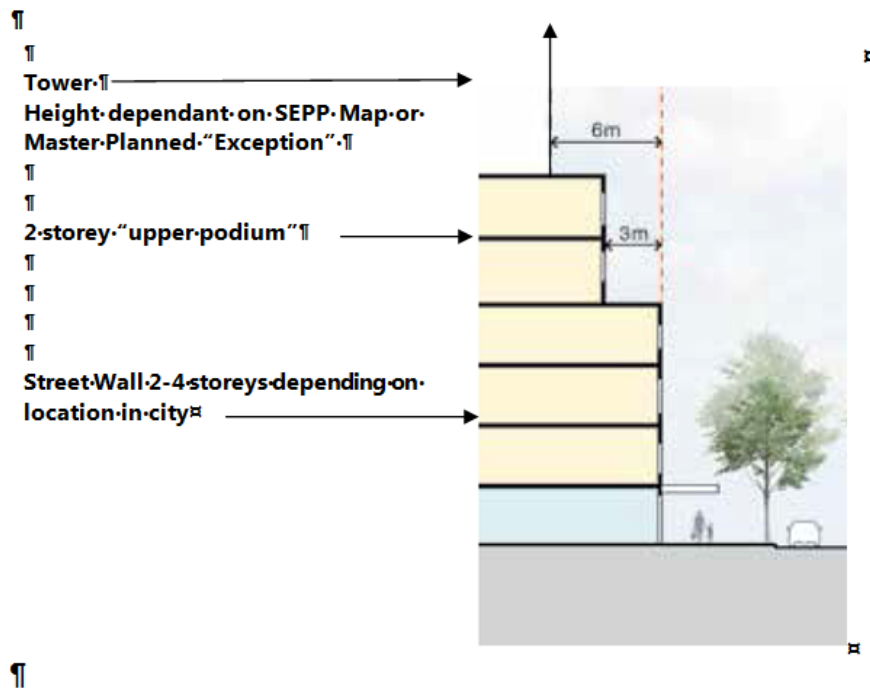 ¶
¶
Tower·¶
Height·dependant·on·SEPP·Map·or·
Master·Planned·“Exception”·¶
¶
¶
2·storey·“upper·podium”¶
¶
¶
¶
¶
Street·Wall·2-4·storeys·depending·on·
location·in·city¤
6m
3m
¤
¤
¶